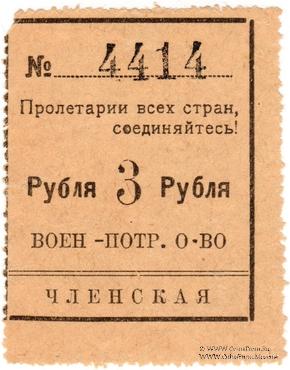 № 4414
Пролетарии всех стран,
соединяйтесь!
Рубля 3 Рубля
ВОЕН -ПОТР. О-ВО
ЧЛЕНСКАЯ